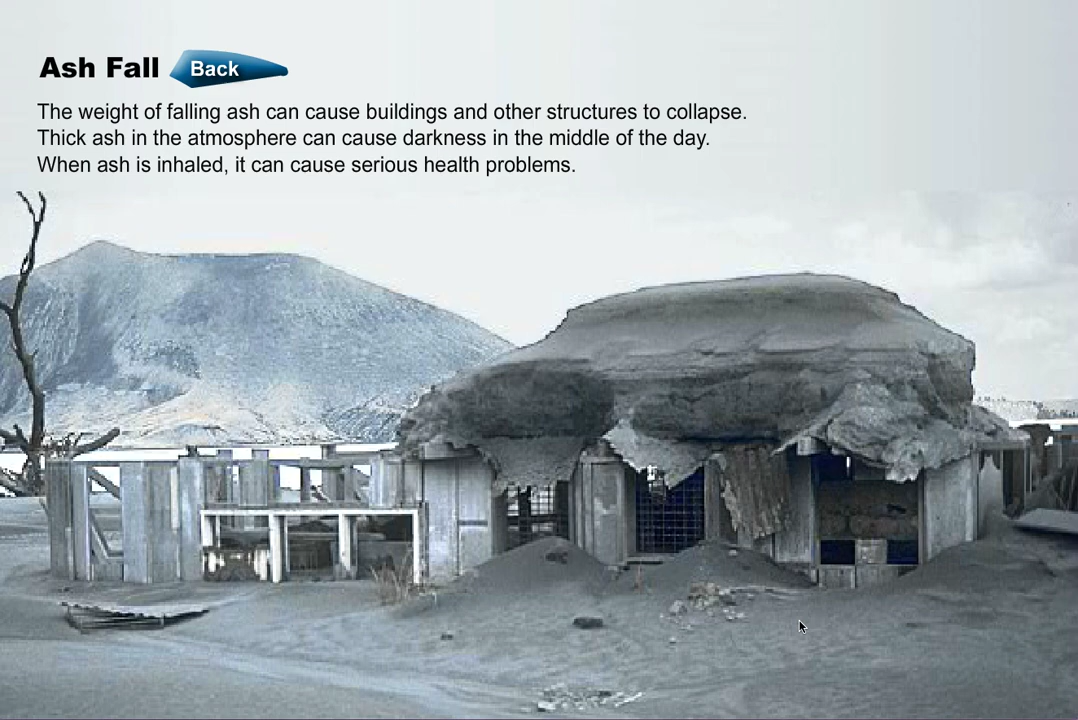 Ash Fall Back
The weight of falling ash can cause buildings and other structures to collapse.
Thick ash in the atmosphere can cause darkness in the middle of the day.
When ash is inhaled, it can cause serious health problems.